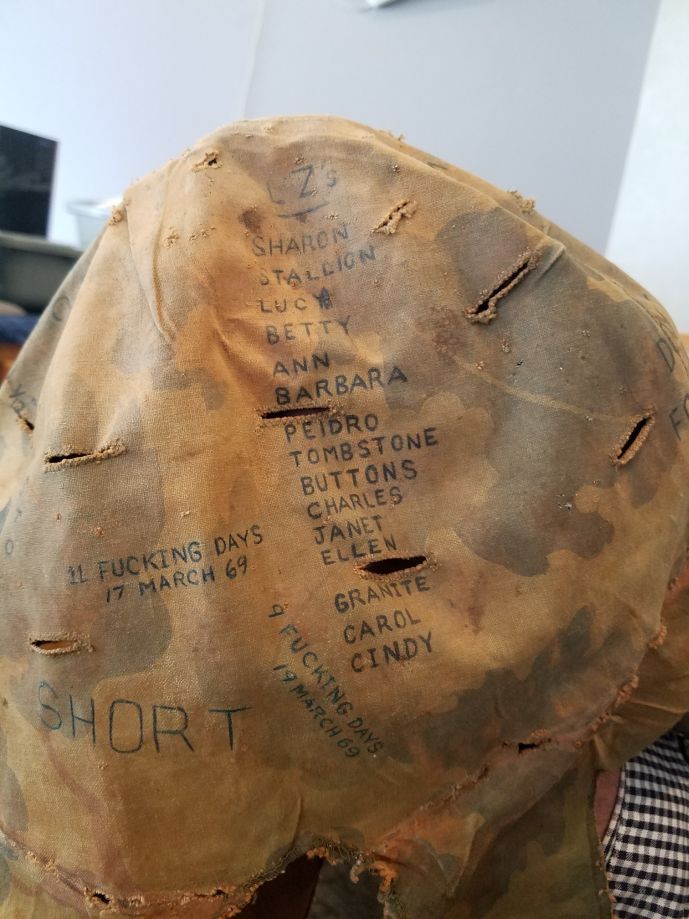 LZ's
SHARON
STALLION
LUCY
BETTY
ANN
BARBARA
PEIDRO
TOMBSTONE
BUTTONS
CHARLES
JANET
ELLEN
GRANITE
CAROL
CINDY
11 FUCKING DAYS
17 MARCH 69
9 FUCKING DAYS
19 MARCH 69
SHORT